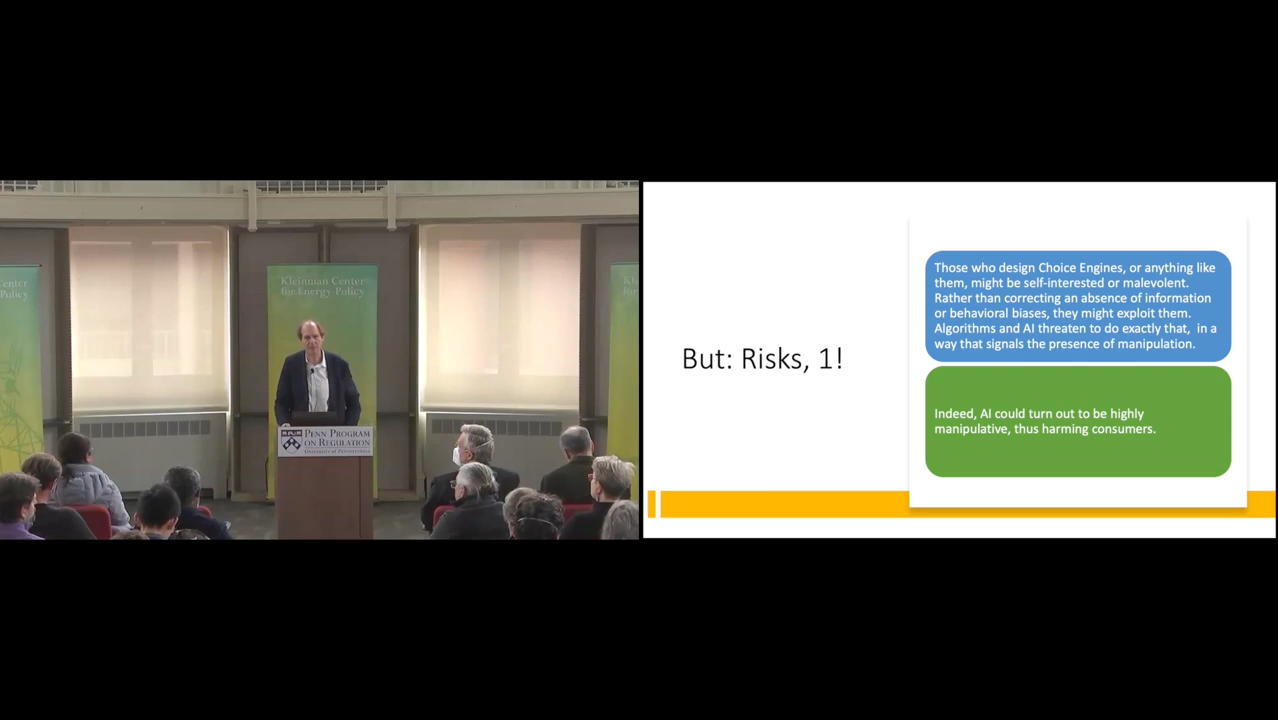 Kleinman Center
for Energy Policy
PENN PROGRAM
ON REGULATION
UNIVERSITY OF PENNSYLVANIA
But: Risks, 1!
Those who design Choice Engines, or anything like
them, might be self-interested or malevolent.
Rather than correcting an absence of information
or behavioral biases, they might exploit them.
Algorithms and AI threaten to do exactly that, in a
way that signals the presence of manipulation.
Indeed, AI could turn out to be highly
manipulative, thus harming consumers.